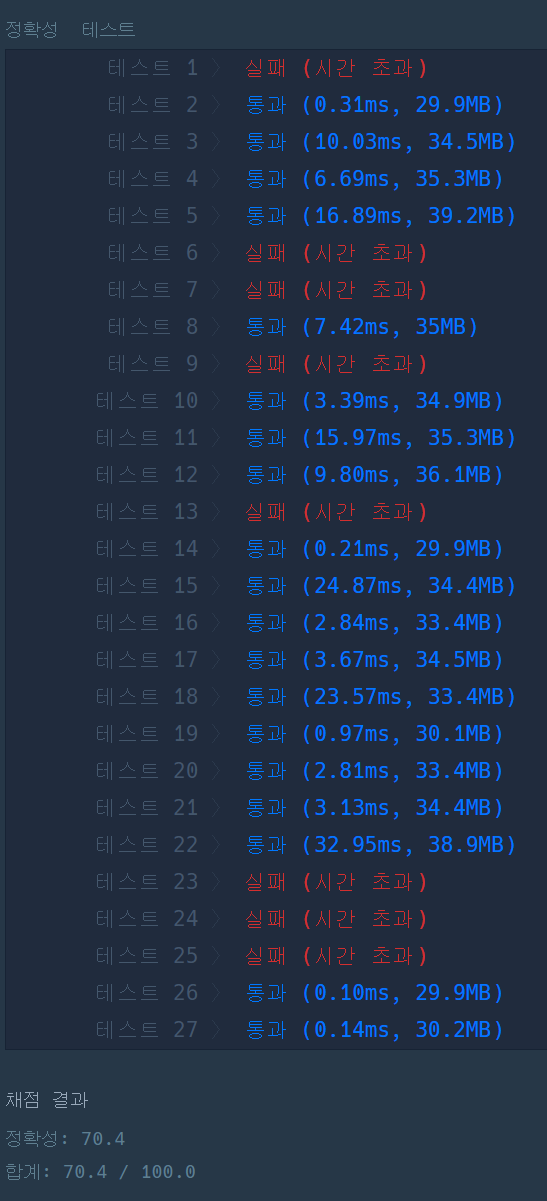 정확성 테스트
테스트 1 〉 실패 (시간 초과)
테스트 2 〉 통과 (0.31ms, 29.9MB)
테스트 3 〉 통과 (10.03ms, 34.5MB)
테스트 4 〉 통과 (6.69ms, 35.3MB)
테스트 5 〉 통과 (16.89ms, 39.2MB)
테스트 6 〉 실패 (시간 초과)
테스트 7 〉 실패 (시간 초과)
테스트 8 〉 통과 (7.42ms, 35MB)
테스트 9 〉 실패 (시간 초과)
테스트 10 〉 통과 (3.39ms, 34.9MB)
테스트 11 〉 통과 (15.97ms, 35.3MB)
테스트 12 〉 통과 (9.80ms, 36.1MB)
테스트 13 〉 실패 (시간 초과)
테스트 14 〉 통과 (0.21ms, 29.9MB)
테스트 15 〉 통과 (24.87ms, 34.4MB)
테스트 16 〉 통과 (2.84ms, 33.4MB)
테스트 17 〉 통과 (3.67ms, 34.5MB)
테스트 18 〉 통과 (23.57ms, 33.4MB)
테스트 19 〉 통과 (0.97ms, 30.1MB)
테스트 20 〉 통과 (2.81ms, 33.4MB)
테스트 21 〉 통과 (3.13ms, 34.4MB)
테스트 22 〉 통과 (32.95ms, 38.9MB)
테스트 23 〉 실패 (시간 초과)
테스트 24 〉 실패 (시간 초과)
테스트 25 〉 실패 (시간 초과)
테스트 26 〉 통과 (0.10ms, 29.9MB)
테스트 27 〉 통과 (0.14ms, 30.2MB)
채점 결과
정확성: 70.4
합계: 70.4 / 100.0